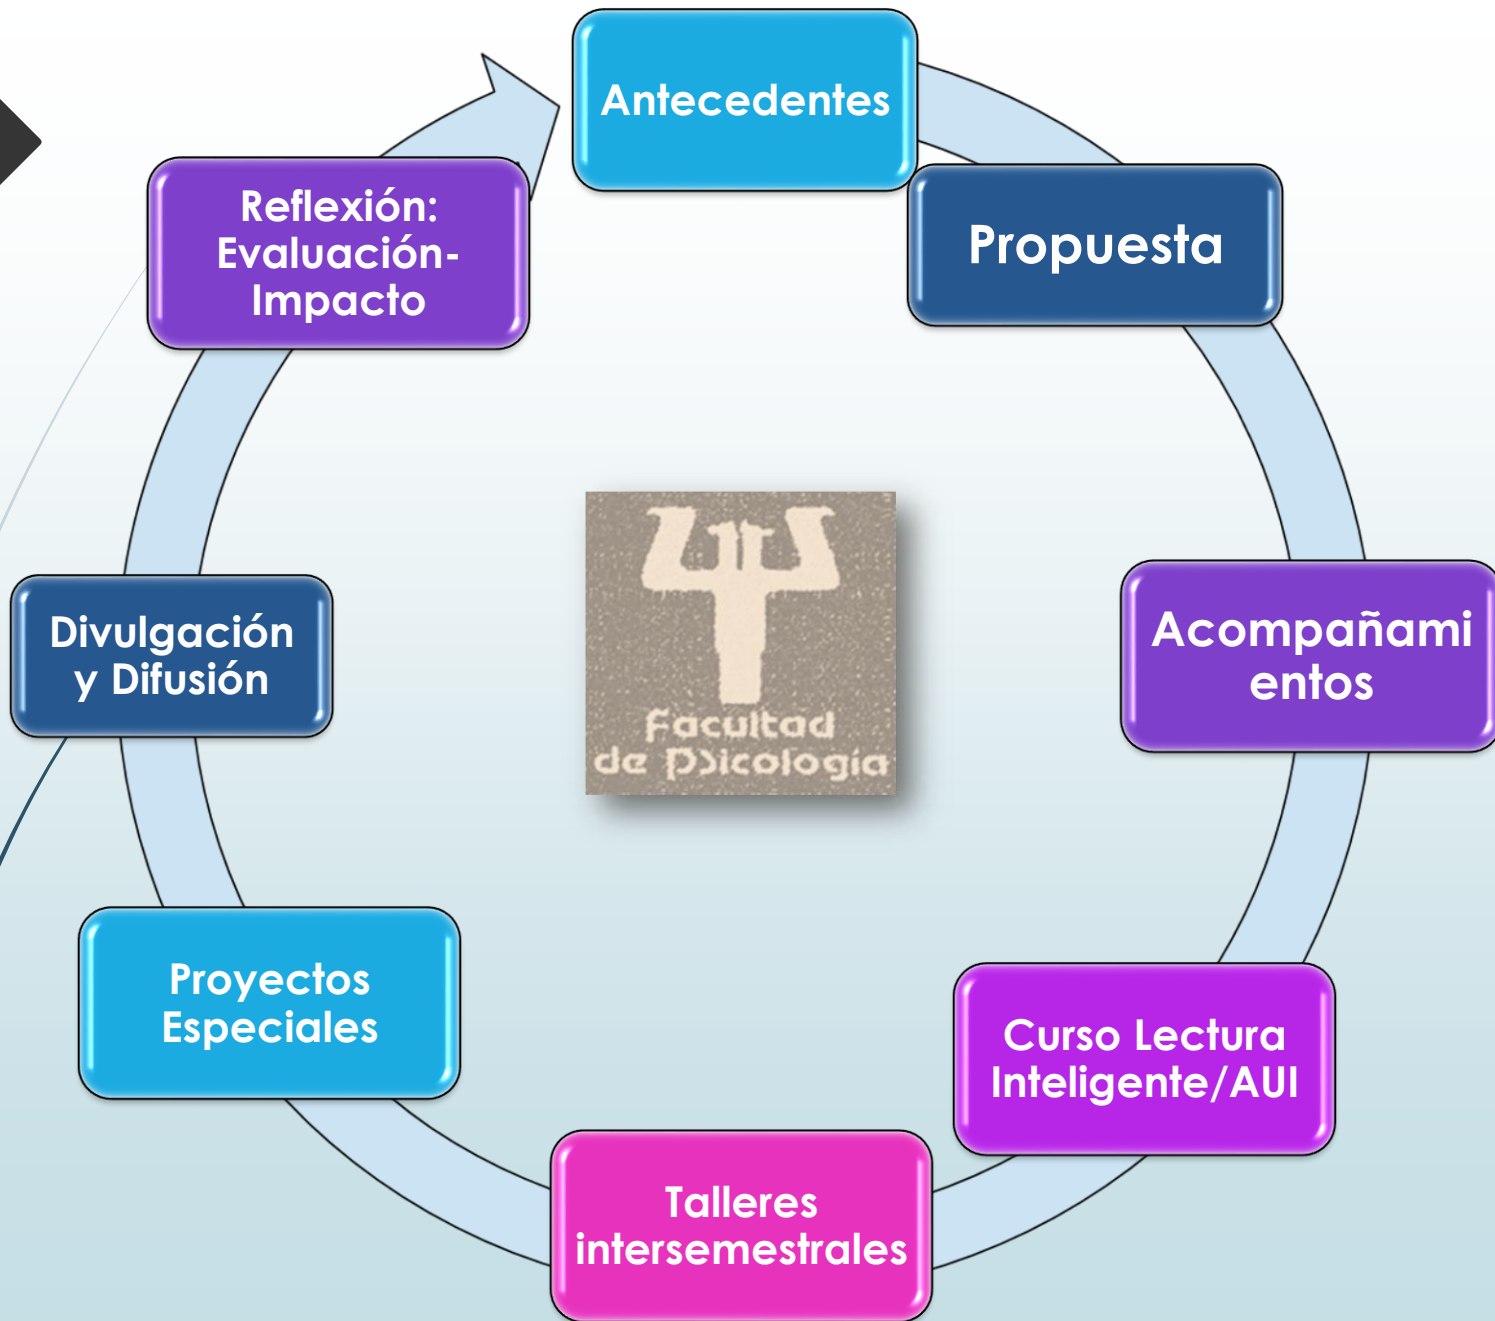 Antecedentes
Propuesta
Acompañami
entos
Curso Lectura
Inteligente/AUI
Talleres
intersemestrales
Proyectos
Especiales
Divulgación
y Difusión
Reflexión:
Evaluación-
Impacto
Facultad
de Psicología